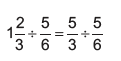 1 2/3 ÷ 5/6 = 5/3 ÷ 5/6